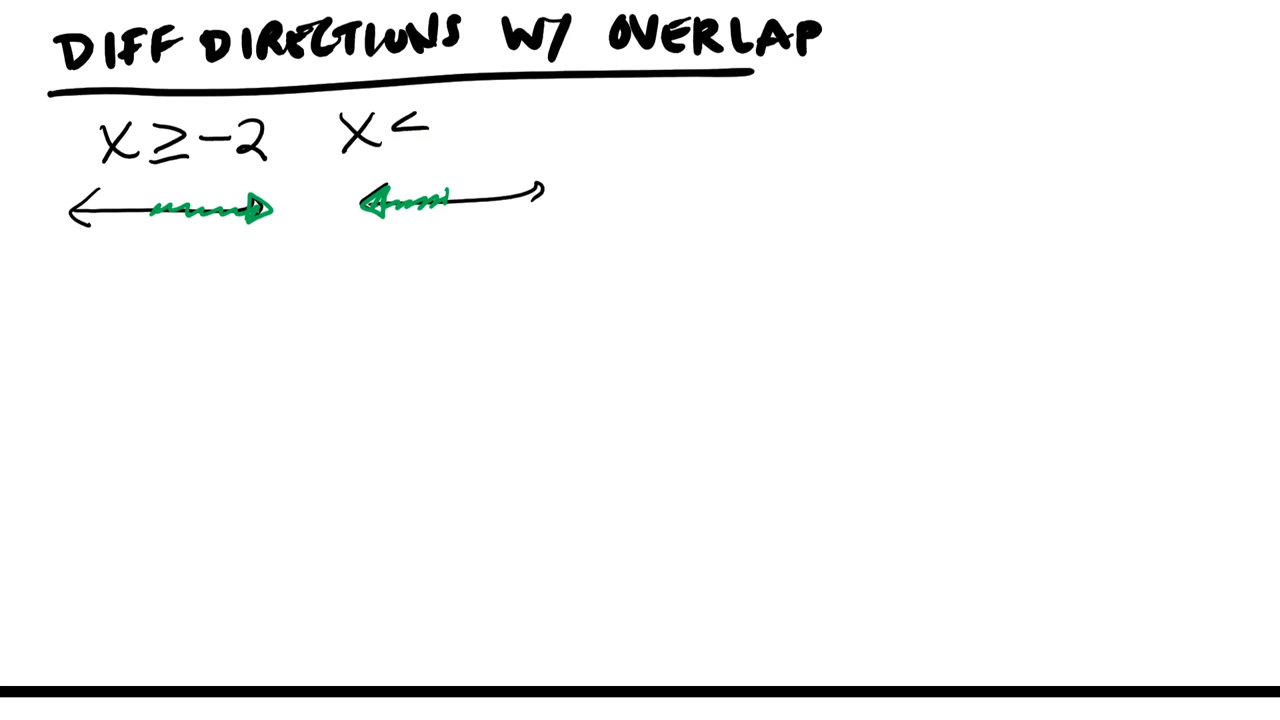 DIFF DIRECTIONS W/ OVERLAP
x ≥ -2 x <